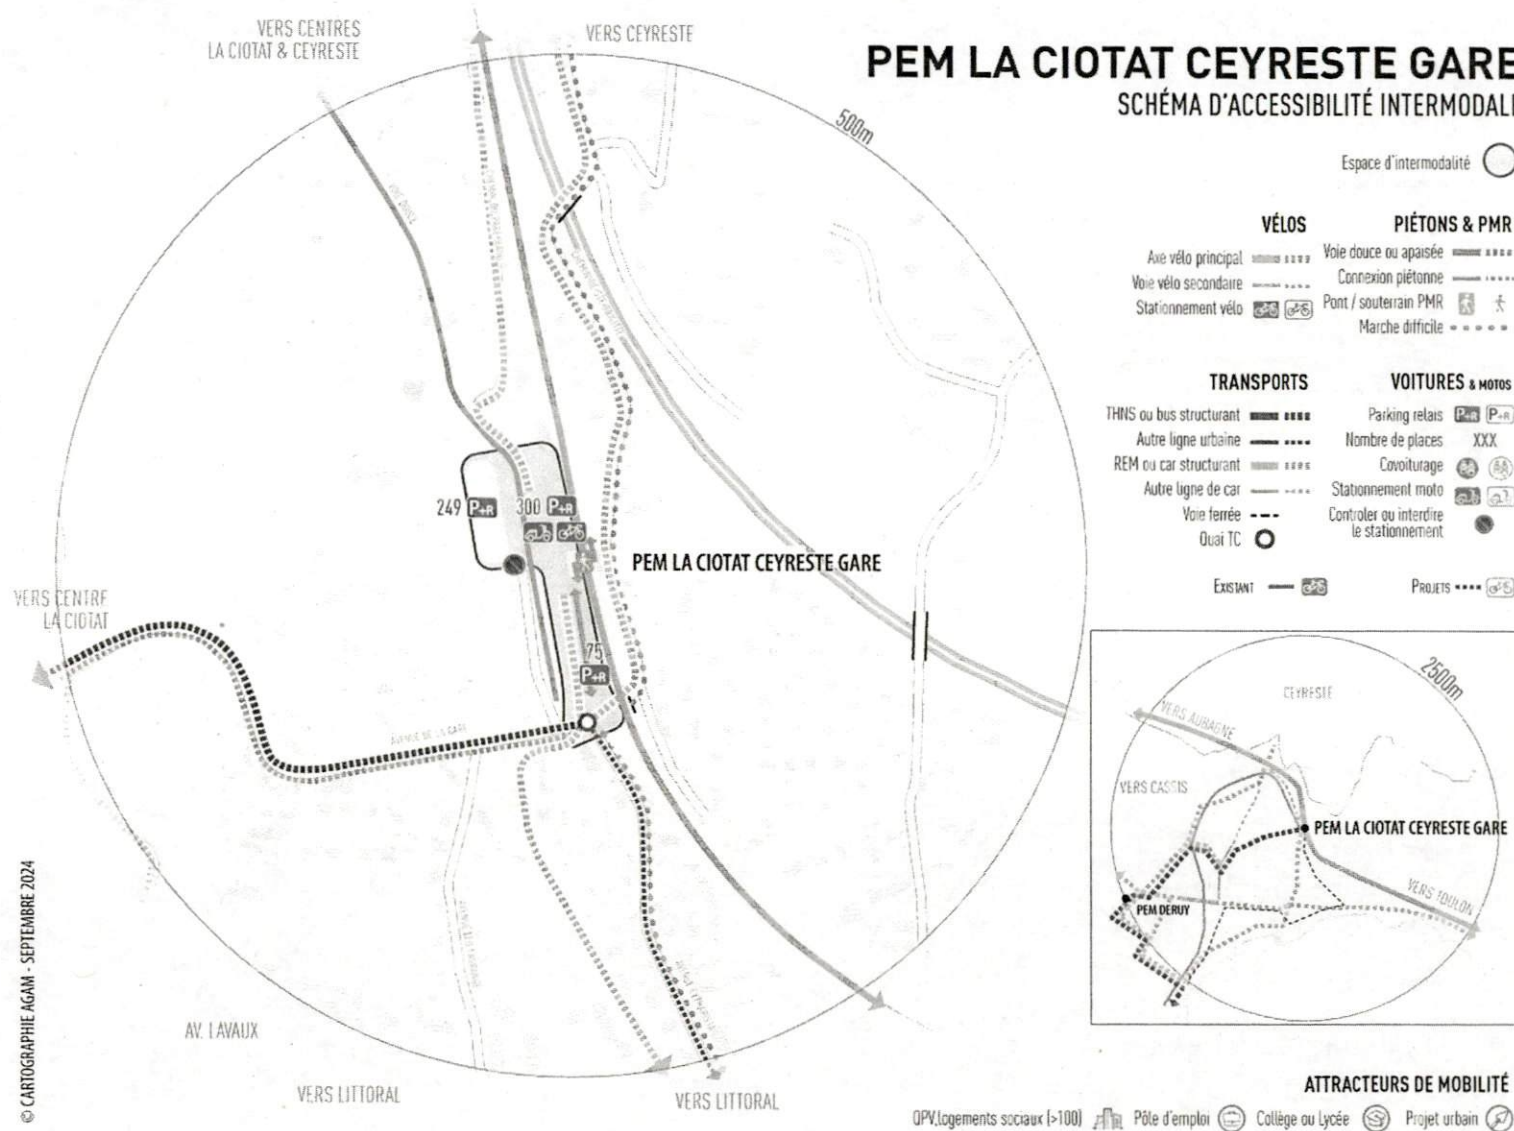 VERS CENTRES
LA CIOTAT & CEYRESTE
VERS CEYRESTE
PEM LA CIOTAT CEYRESTE GARE
SCHÉMA D'ACCESSIBILITÉ INTERMODALE
500m
Espace d'intermodalité
VÉLOS
Axe vélo principal
Voie vélo secondaire
Stationnement vélo
PIÉTONS & PMR
Voie douce ou apaisée
Connexion piétonne
Pont / souterrain PMR
Marche difficile
TRANSPORTS
THNS ou bus structurant
Autre ligne urbaine
REM ou car structurant
Autre ligne de car
Voie ferrée
Quai TC
VOITURES & MOTOS
Parking relais P+R P+R
Nombre de places XXX
Covoiturage
Stationnement moto
Controler ou interdire
le stationnement
EXISTANT
PROJETS
249 P+R
300 P+R
PEM LA CIOTAT CEYRESTE GARE
75
P+R
VERS CENTRE
LA CIOTAT
AVENUE DE LA GARE
AV. LAVAUX
VERS LITTORAL
VERS LITTORAL
2500m
CEYRESTE
VERS AUBAGNE
VERS CASSIS
PEM LA CIOTAT CEYRESTE GARE
PEM DERUY
VERS TOULON
ATTRACTEURS DE MOBILITÉ
QPV, logements sociaux (>100)
Pôle d'emploi
Collège ou Lycée
Projet urbain
© CARTOGRAPHIE AGAM - SEPTEMBRE 2024